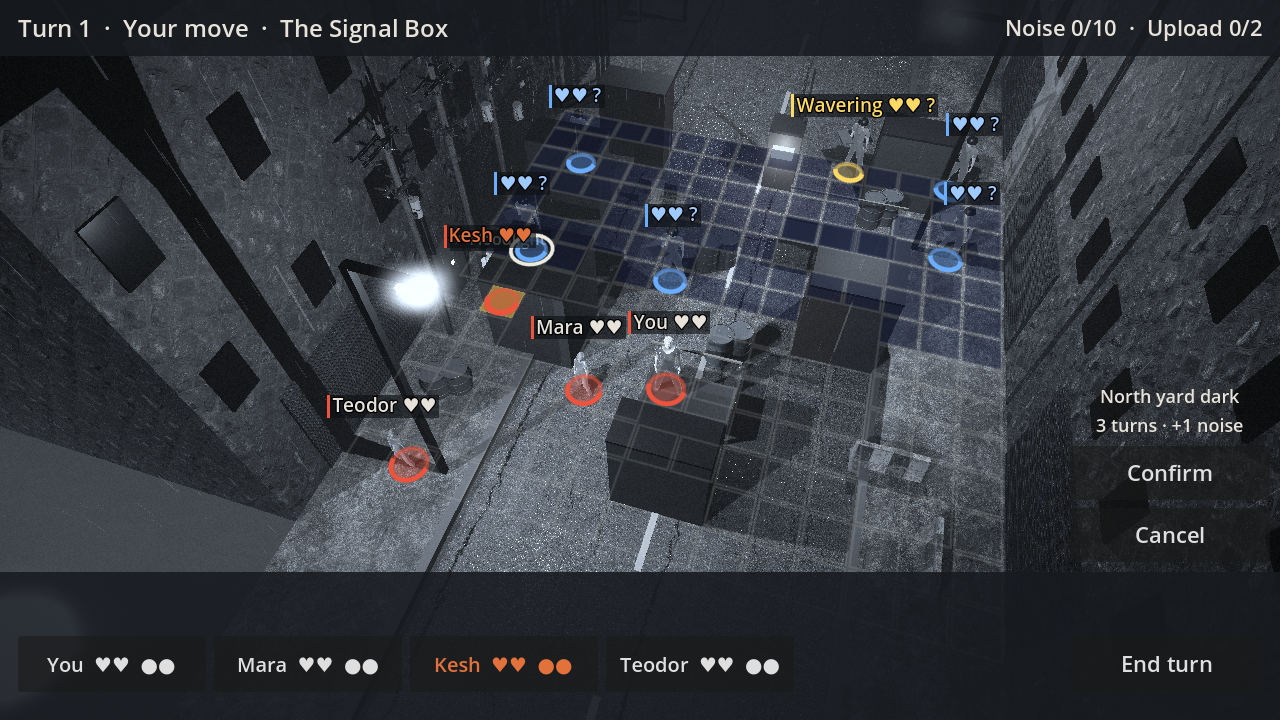 Turn 1 · Your move · The Signal Box
Noise 0/10 · Upload 0/2
♥♥ ?
Wavering ♥♥ ?
♥♥ ?
♥♥ ?
♥♥ ?
♥♥ ?
Kesh ♥♥
Mara ♥♥
You ♥♥
Teodor ♥♥
North yard dark
3 turns · +1 noise
Confirm
Cancel
You ♥♥ ●●
Mara ♥♥ ●●
Kesh ♥♥ ●●
Teodor ♥♥ ●●
End turn